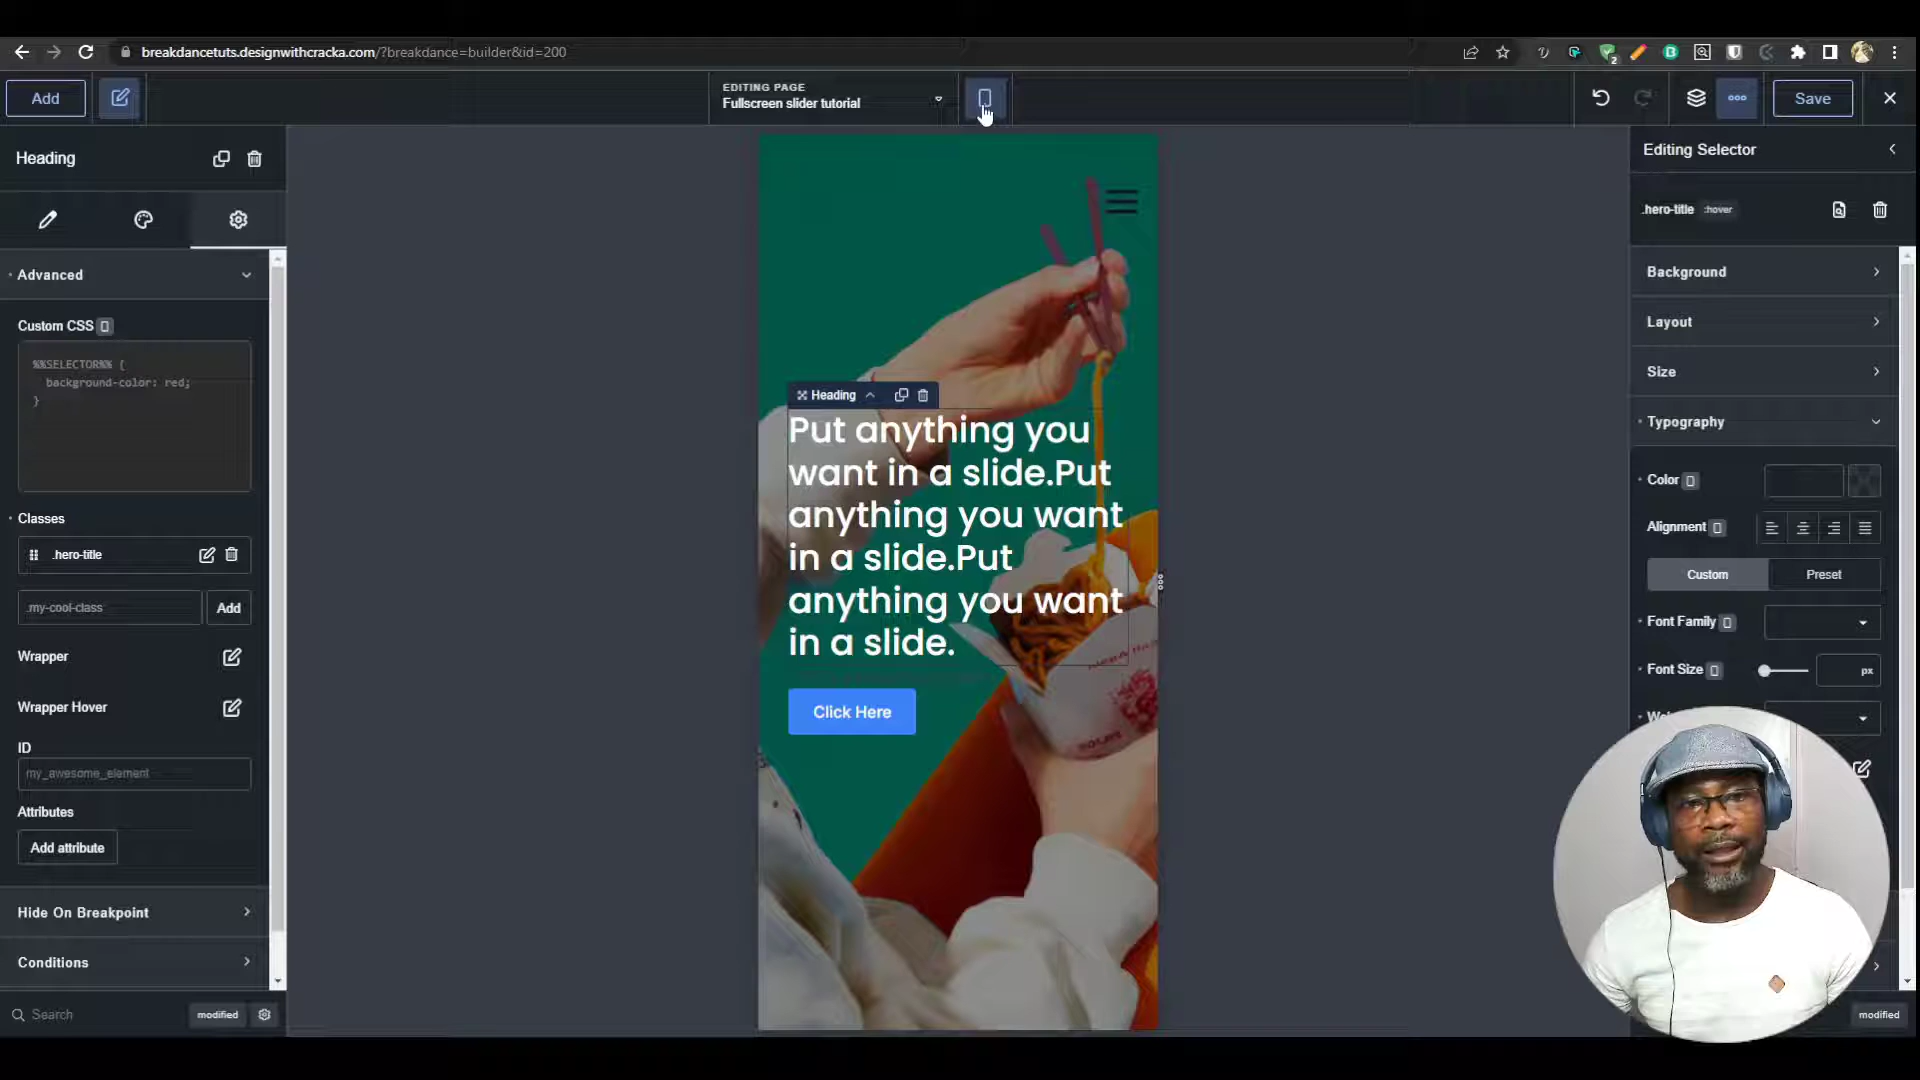 breakdancetuts.designwithcracka.com/?breakdance=builder&id=200
2
Add
EDITING PAGE
Fullscreen slider tutorial
Save
Heading
Advanced
Custom CSS
%%SELECTOR%% {
background-color: red;
}
Classes
.hero-title
.my-cool-class
Add
Wrapper
Wrapper Hover
ID
my_awesome_element
Attributes
Add attribute
Hide On Breakpoint
Conditions
Search
modified
Heading
Put anything you
want in a slide.Put
anything you want
in a slide.Put
anything you want
in a slide.
Click Here
Editing Selector
.hero-title :hover
Background
Layout
Size
Typography
Color
Alignment
Custom
Preset
Font Family
Font Size
px
modified